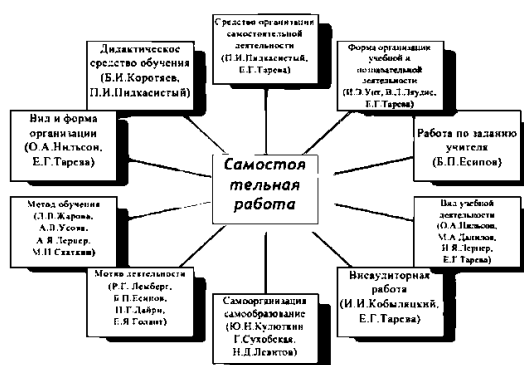 Средство организация
самостоятельной
деятельности
(П.И.Пидкасистый,
Е.Г.Тарева)
Дидактическое
средство обучения
(Б.И.Коротяев,
П.И.Пидкасистый)
Форма организации
учебной и
познавательной
деятельности
(И.Э.Унт, В.Л.Ляудис,
Е.Г.Тарева)
Вид и форма
организации
(О.А.Нильсон,
Е.Г.Тарева)
Самостоя
тельная
работа
Работа по заданию
учителя
(Б.П.Есипов)
Метод обучения
(Л.В.Жарова,
А.В.Усова,
А.Я.Лернер,
М.Н.Скаткин)
Вид учебной
деятельности
(О.А.Нильсон,
М.А.Данилов,
И.Я.Лернер,
Е.Г.Тарева)
Мотив деятельности
(Р.Г.Лемберг,
Б.П.Есипов,
П.Г.Дайри,
Е.Я.Голант)
Самоорганизация
самообразование
(Ю.Н.Кулюткин
Г.Сухобская,
Н.Д.Левитов)
Внеаудиторная
работа
(И.И.Кобыляцкий,
Е.Г.Тарева)